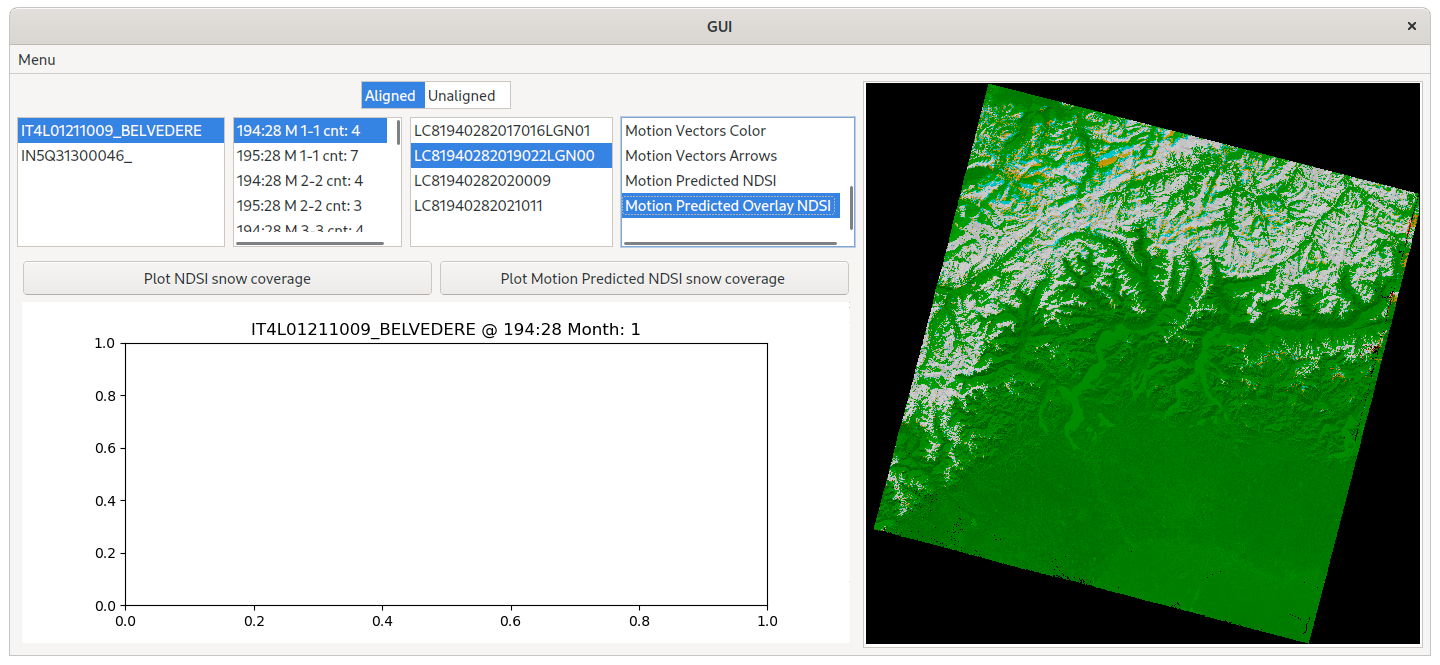 GUI
×
Menu
Aligned Unaligned
IT4L01211009_BELVEDERE
IN5Q31300046_
194:28 M 1-1 cnt: 4
195:28 M 1-1 cnt: 7
194:28 M 2-2 cnt: 4
195:28 M 2-2 cnt: 3
194:28 M 3-3 cnt: 4
LC81940282017016LGN01
LC81940282019022LGN00
LC81940282020009
LC81940282021011
Motion Vectors Color
Motion Vectors Arrows
Motion Predicted NDSI
Motion Predicted Overlay NDSI
Plot NDSI snow coverage
Plot Motion Predicted NDSI snow coverage
IT4L01211009_BELVEDERE @ 194:28 Month: 1
1.0
0.8
0.6
0.4
0.2
0.0
0.0 0.2 0.4 0.6 0.8 1.0